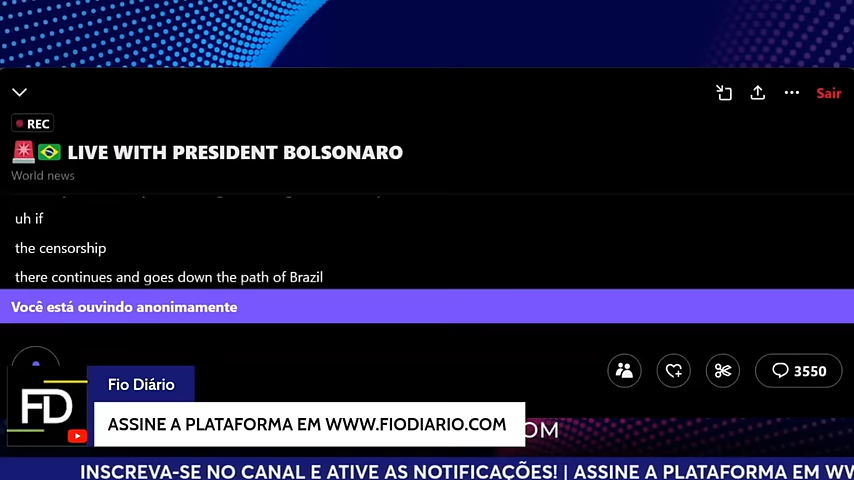 Sair
REC
LIVE WITH PRESIDENT BOLSONARO
World news
uh if
the censorship
there continues and goes down the path of Brazil
Você está ouvindo anonimamente
3550
FD
Fio Diário
ASSINE A PLATAFORMA EM WWW.FIODIARIO.COM
OM
INSCREVA-SE NO CANAL E ATIVE AS NOTIFICAÇÕES! | ASSINE A PLATAFORMA EM WW